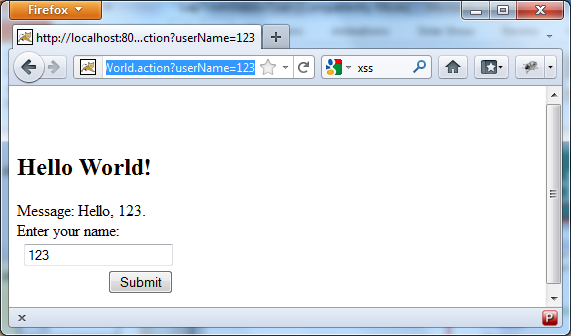 Firefox
http://localhost:80...ction?userName=123
World.action?userName=123
xss
Hello World!
Message: Hello, 123.
Enter your name:
123
Submit